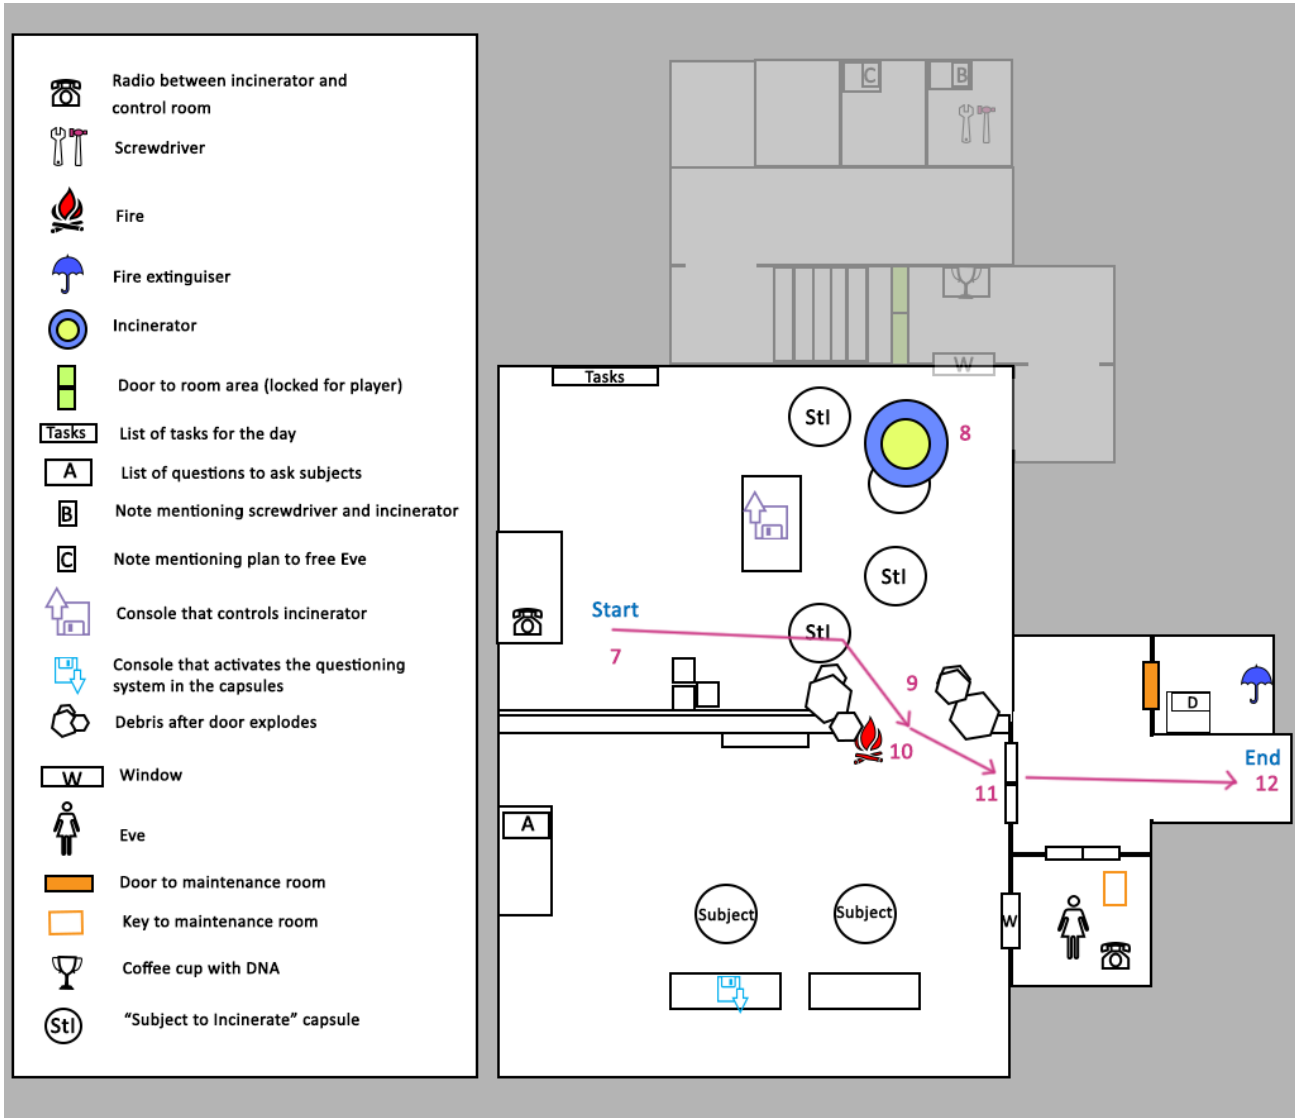 Radio between incinerator and
control room
Screwdriver
Fire
Fire extinguiser
Incinerator
Door to room area (locked for player)
Tasks
List of tasks for the day
A
List of questions to ask subjects
B
Note mentioning screwdriver and incinerator
C
Note mentioning plan to free Eve
Console that controls incinerator
Console that activates the questioning
system in the capsules
Debris after door explodes
W
Window
Eve
Door to maintenance room
Key to maintenance room
Coffee cup with DNA
StI
"Subject to Incinerate" capsule
C
B
W
Tasks
StI
8
StI
Start
StI
7
9
D
10
End
11
12
A
Subject
Subject
W